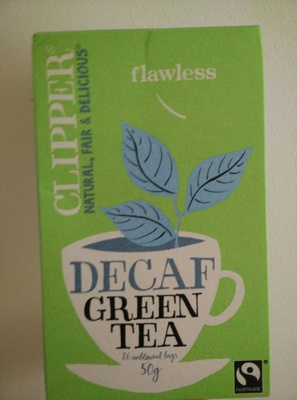 CLIPPER®
NATURAL, FAIR & DELICIOUS®
flawless
DECAF
GREEN
TEA
26 unbleached bags
50g
FAIRTRADE